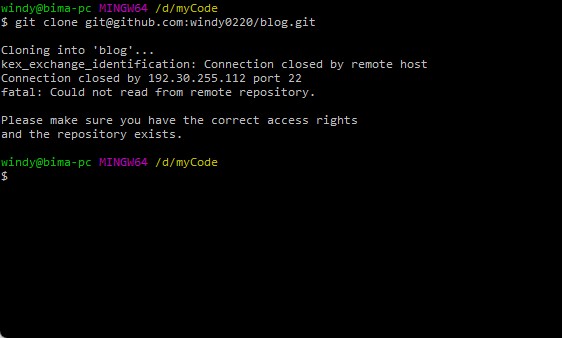 windy@bima-pc MINGW64 /d/myCode
$ git clone git@github.com:windy0220/blog.git
Cloning into 'blog'...
kex_exchange_identification: Connection closed by remote host
Connection closed by 192.30.255.112 port 22
fatal: Could not read from remote repository.
Please make sure you have the correct access rights
and the repository exists.
windy@bima-pc MINGW64 /d/myCode
$